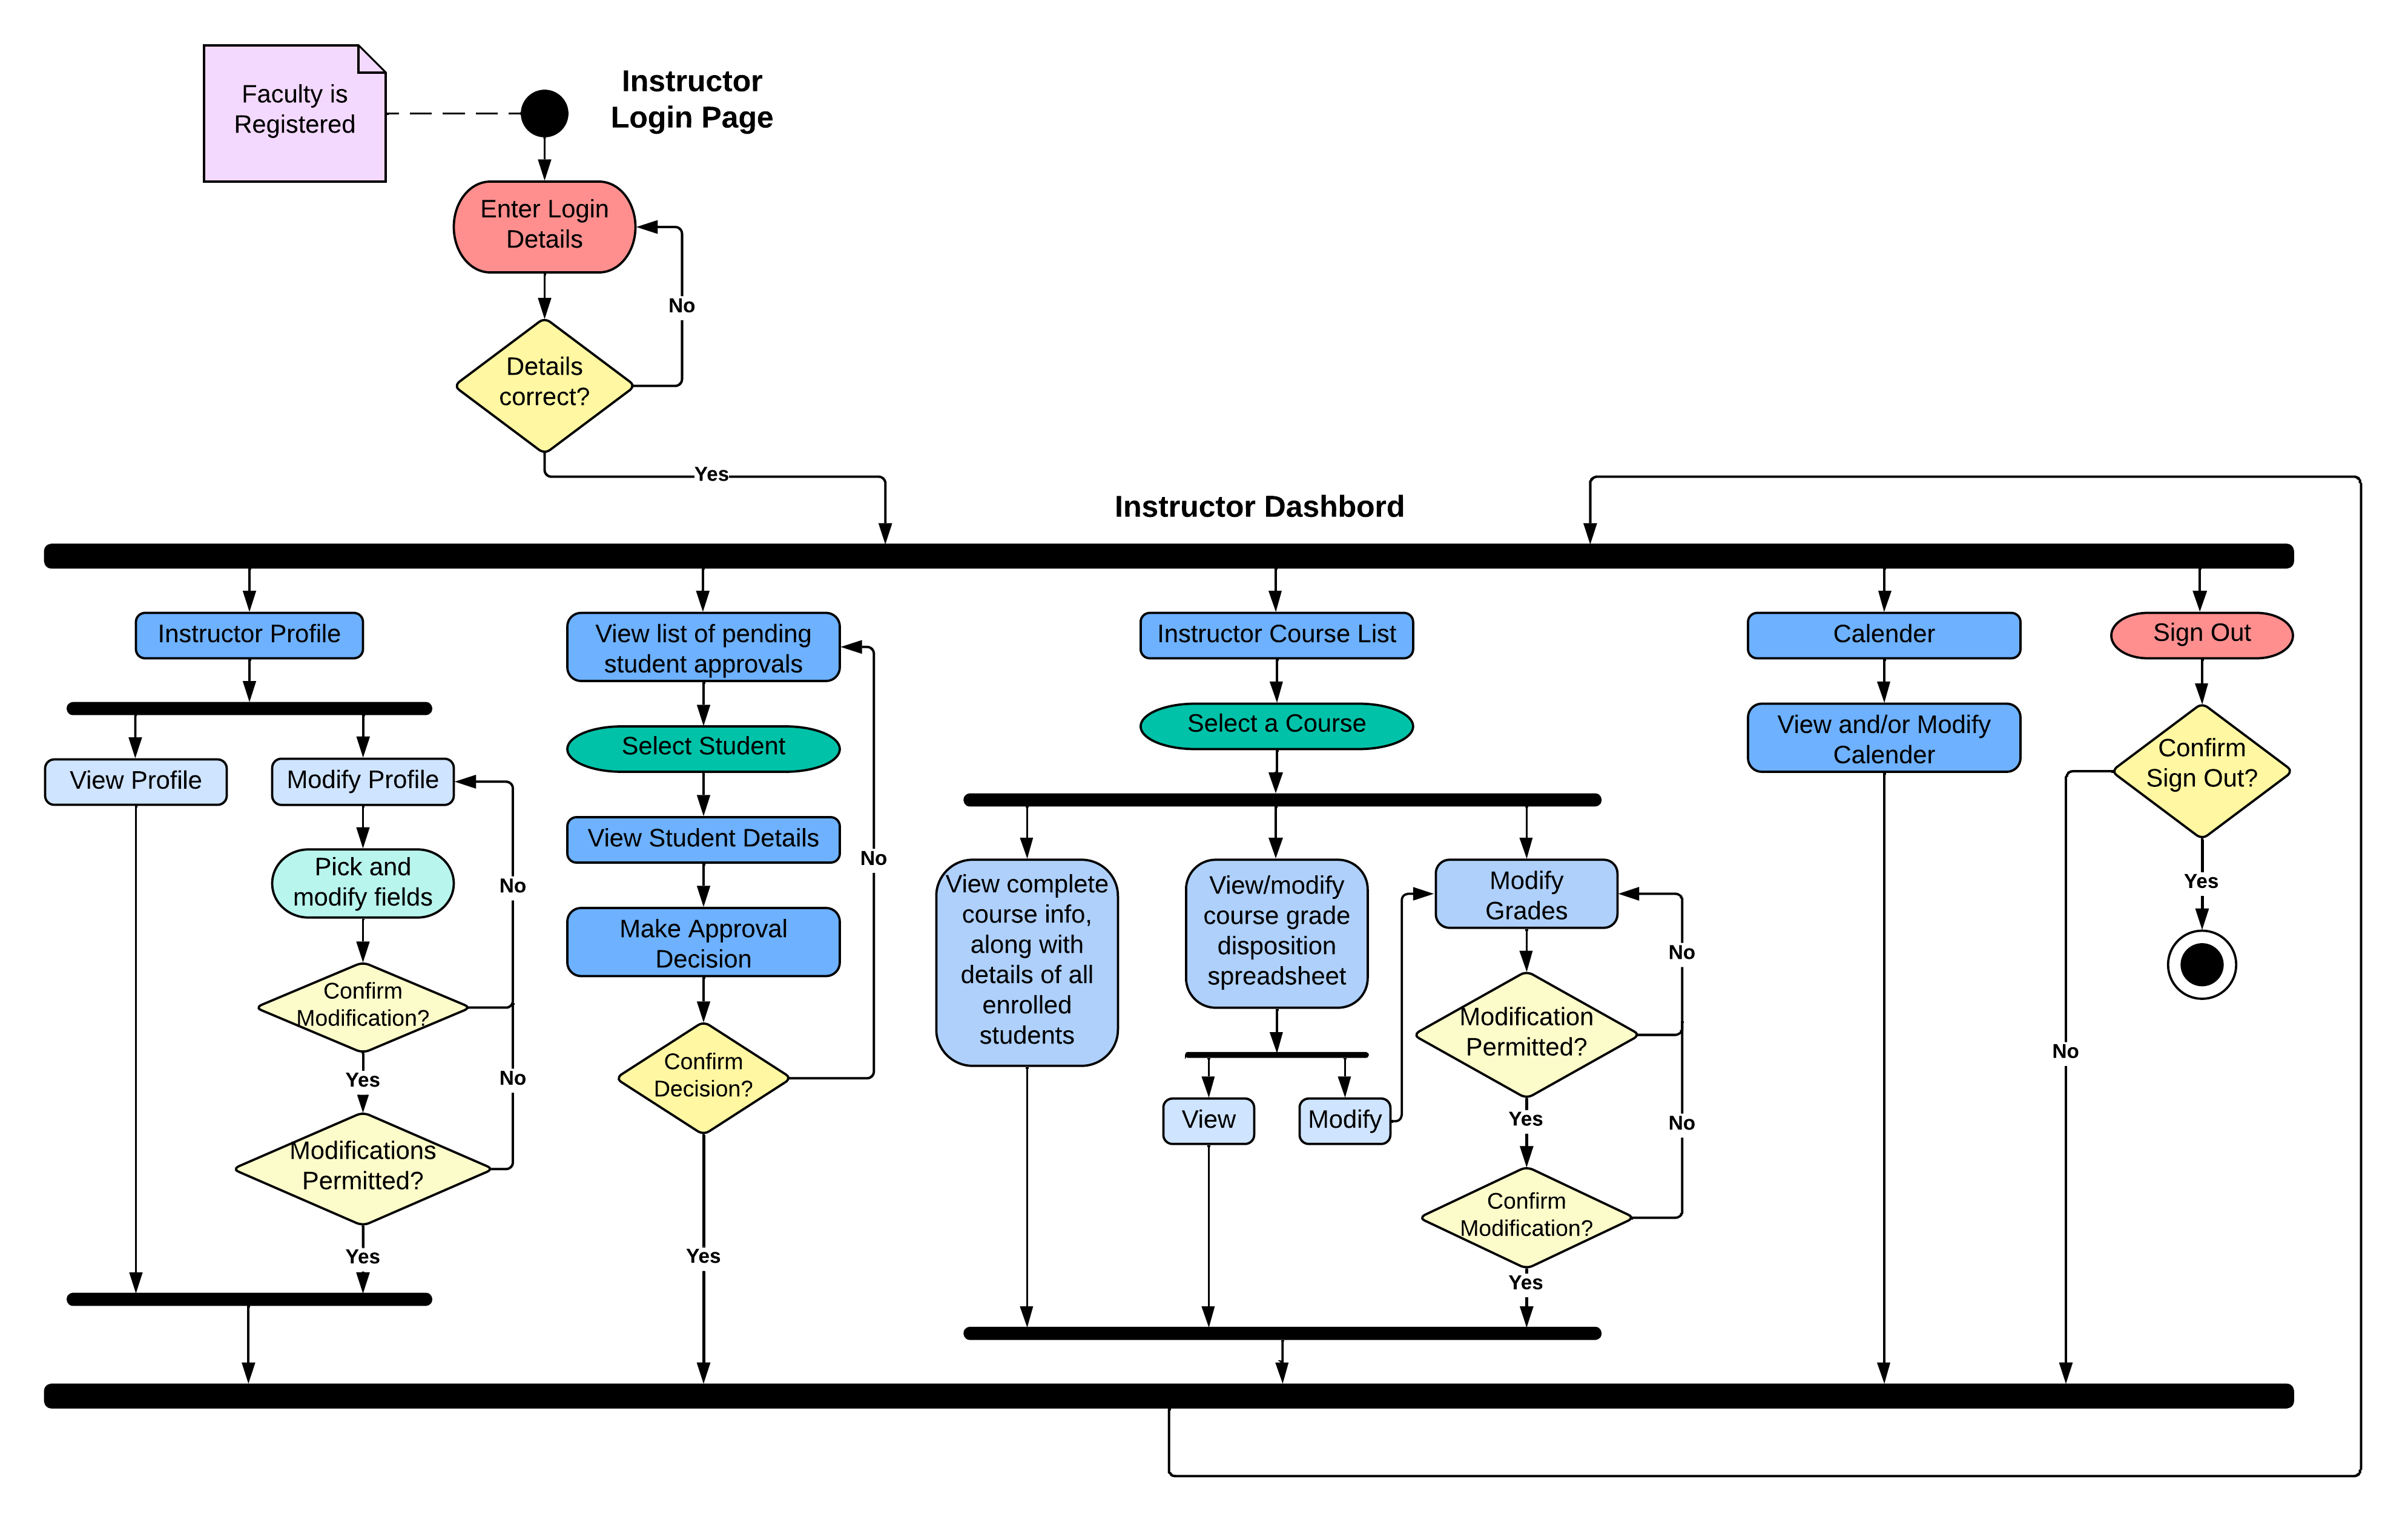 Faculty is
Registered
Instructor
Login Page
Enter Login
Details
No
Details
correct?
Yes
Instructor Dashbord
Instructor Profile
View Profile
Modify Profile
Pick and
modify fields
No
Confirm
Modification?
Yes
No
Modifications
Permitted?
Yes
View list of pending
student approvals
Select Student
View Student Details
No
Make Approval
Decision
Confirm
Decision?
Yes
Instructor Course List
Select a Course
View complete
course info,
along with
details of all
enrolled
students
View/modify
course grade
disposition
spreadsheet
View
Modify
Modify
Grades
No
Modification
Permitted?
Yes
No
Confirm
Modification?
Yes
Calender
View and/or Modify
Calender
Sign Out
Confirm
Sign Out?
Yes
No